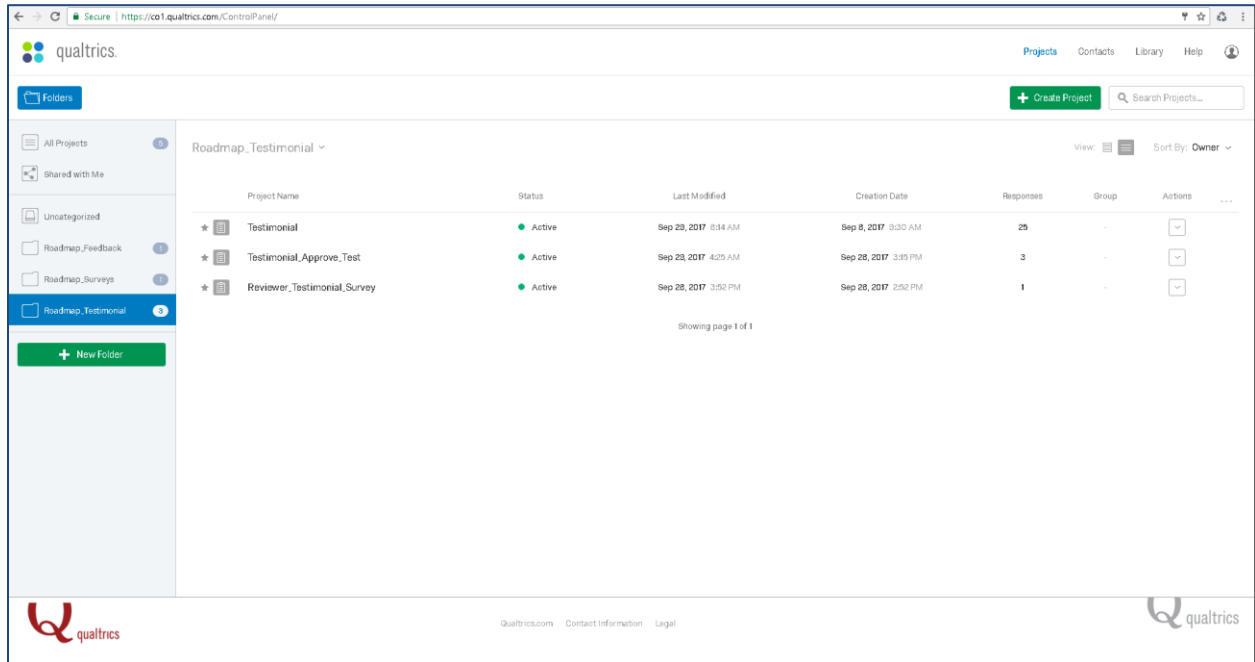 Secure | https://co1.qualtrics.com/ControlPanel/
qualtrics.
Projects Contacts Library Help
Folders
Create Project
Search Projects...
All Projects 5
Shared with Me
Uncategorized
Roadmap_Feedback 1
Roadmap_Surveys 1
Roadmap_Testimonial 3
New Folder
Roadmap_Testimonial
View: Sort By: Owner
Project Name Status Last Modified Creation Date Responses Group Actions ...
Testimonial Active Sep 29, 2017 8:14 AM Sep 8, 2017 9:30 AM 25 -
Testimonial_Approve_Test Active Sep 29, 2017 4:25 AM Sep 28, 2017 3:15 PM 3 -
Reviewer_Testimonial_Survey Active Sep 28, 2017 3:52 PM Sep 28, 2017 2:52 PM 1 -
Showing page 1 of 1
qualtrics
Qualtrics.com Contact Information Legal
qualtrics